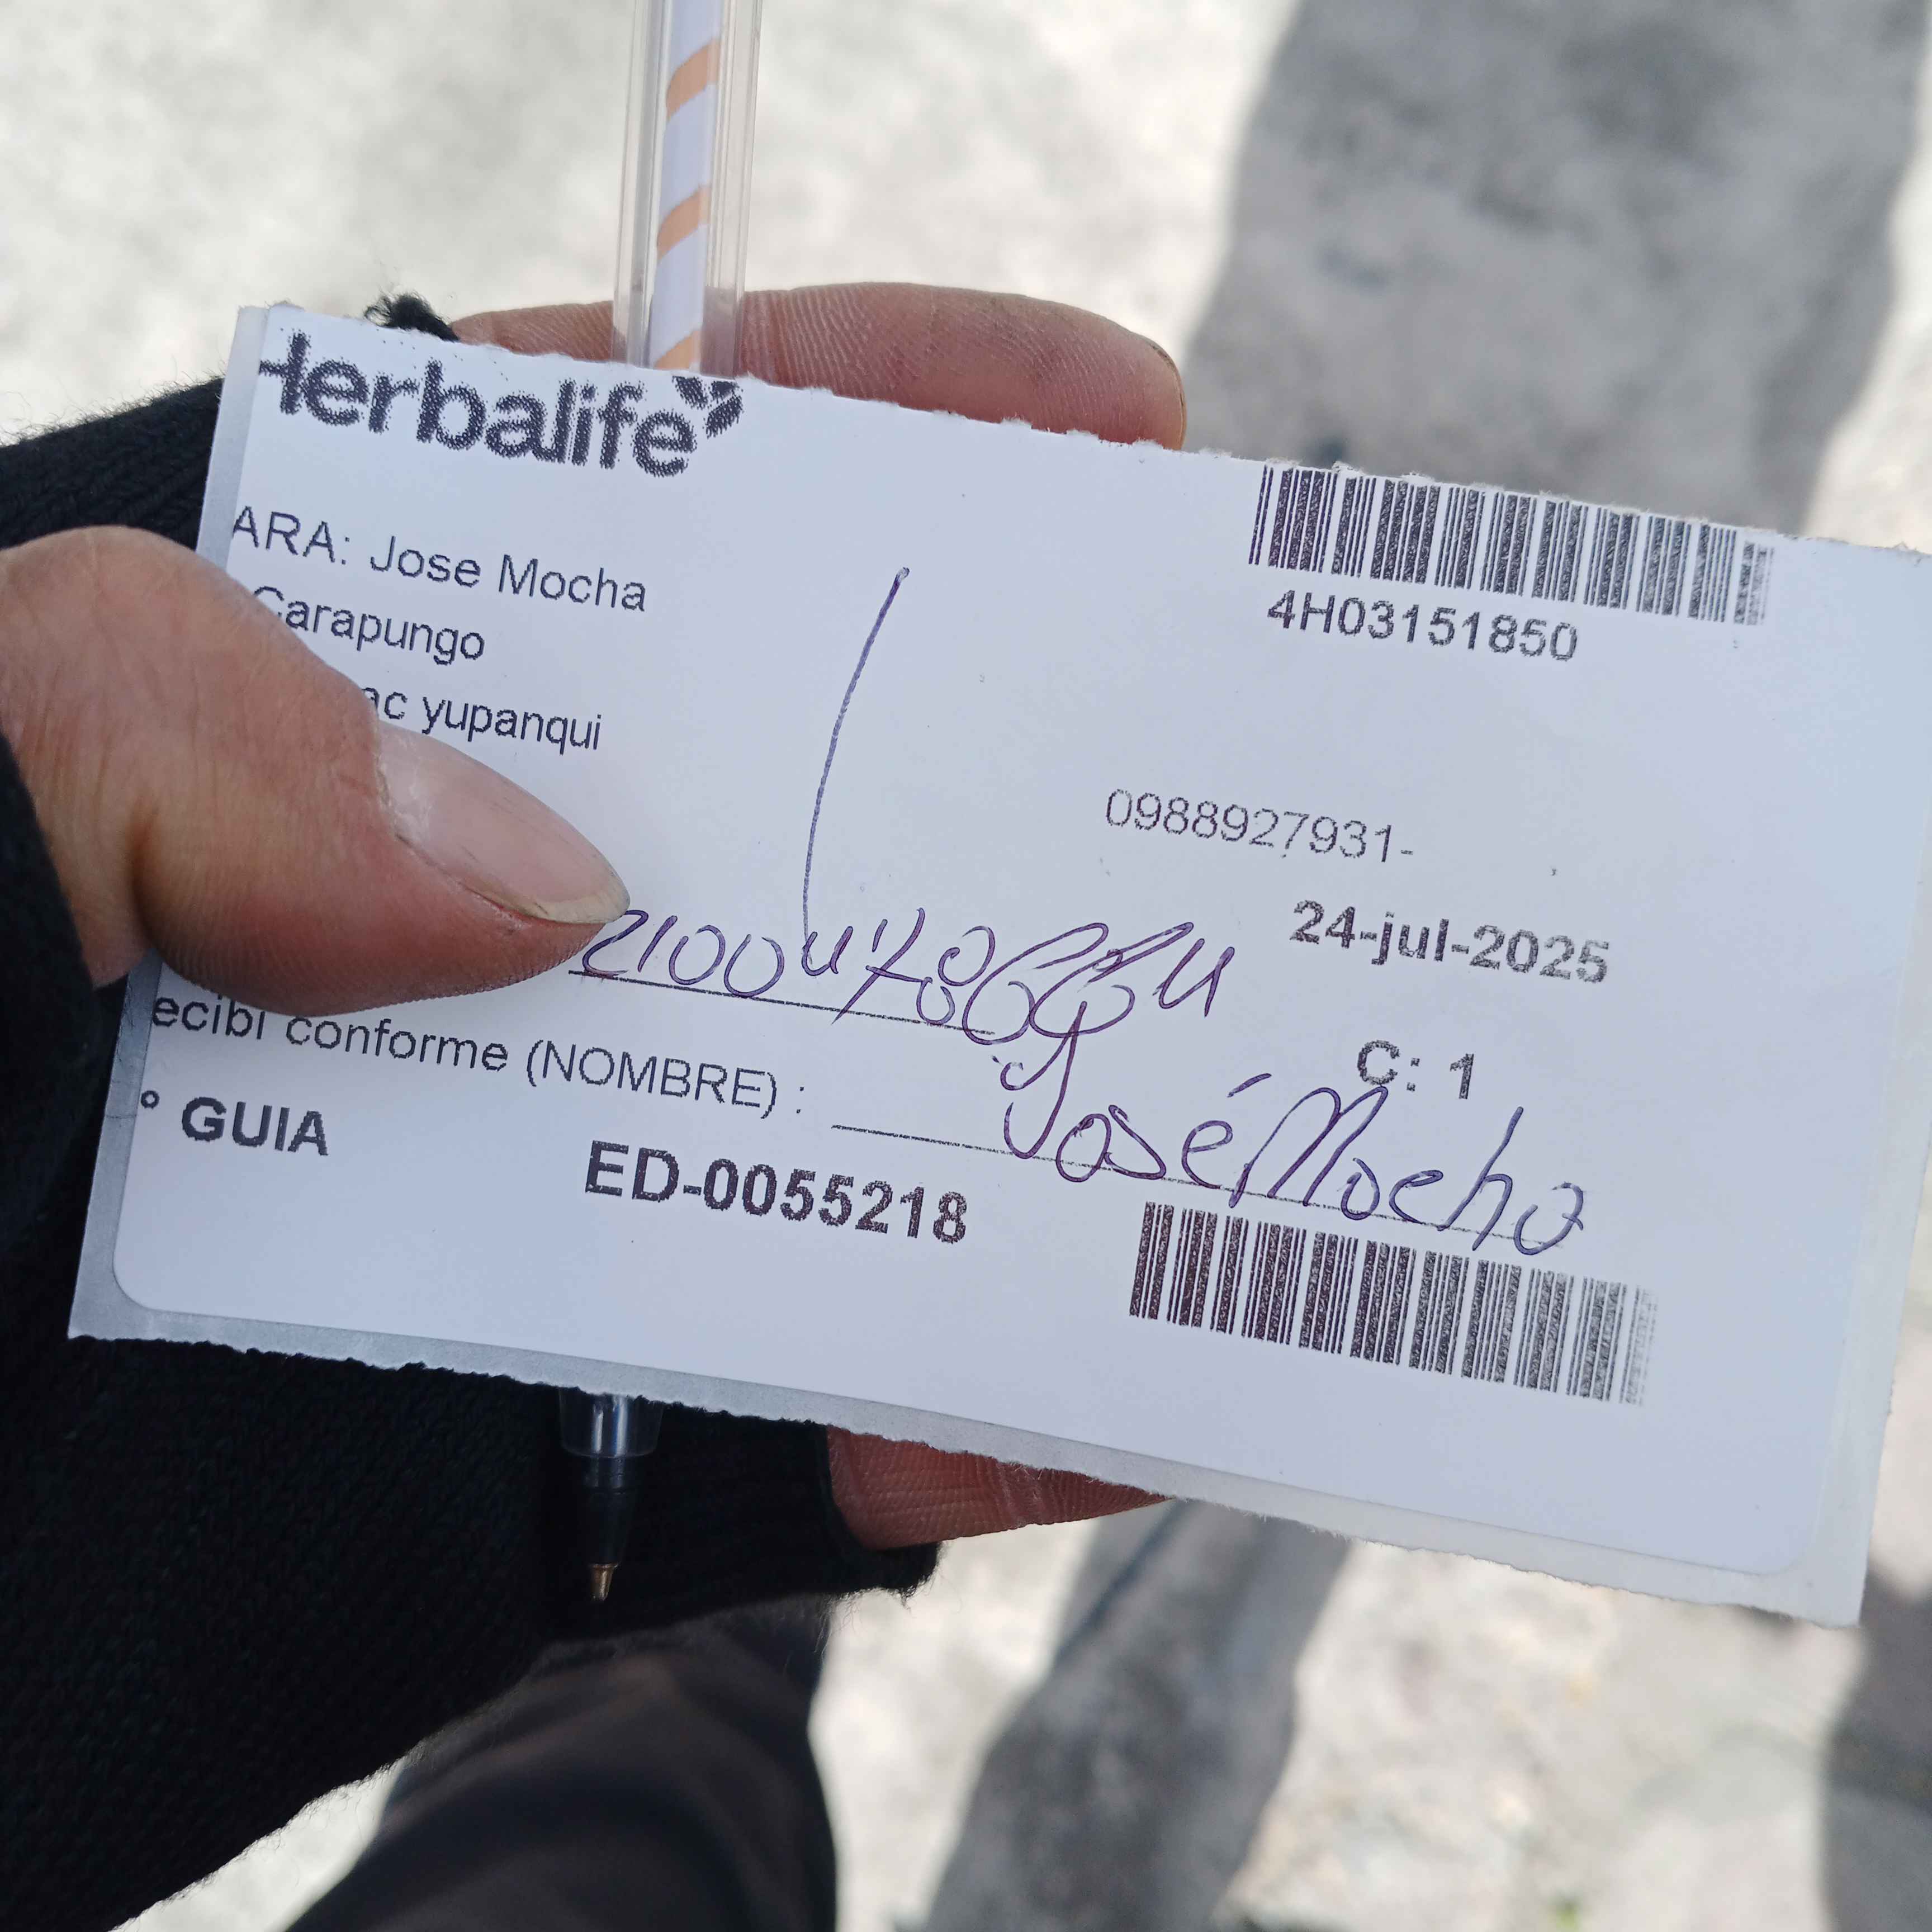 Herbalife
4H03151850
ARA: Jose Mocha
Carapungo
ac yupanqui
0988927931-
24-jul-2025
C: 1
ecibi conforme (NOMBRE) : José Mocha
° GUIA ED-0055218